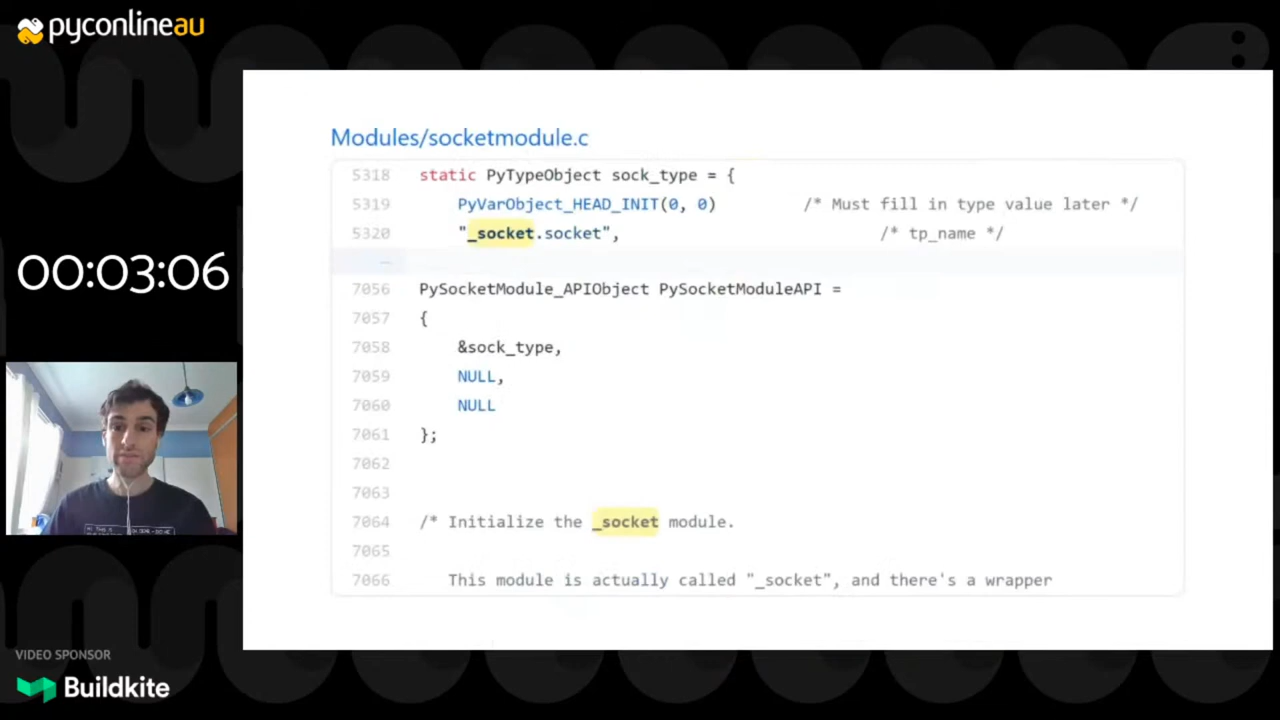 pyconlineau
Modules/socketmodule.c
5318 static PyTypeObject sock_type = {
5319 PyVarObject_HEAD_INIT(0, 0) /* Must fill in type value later */
5320 "_socket.socket", /* tp_name */
…
7056 PySocketModule_APIObject PySocketModuleAPI =
7057 {
7058 &sock_type,
7059 NULL,
7060 NULL
7061 };
7062
7063
7064 /* Initialize the _socket module.
7065
7066 This module is actually called "_socket", and there's a wrapper
00:03:06
VIDEO SPONSOR
Buildkite